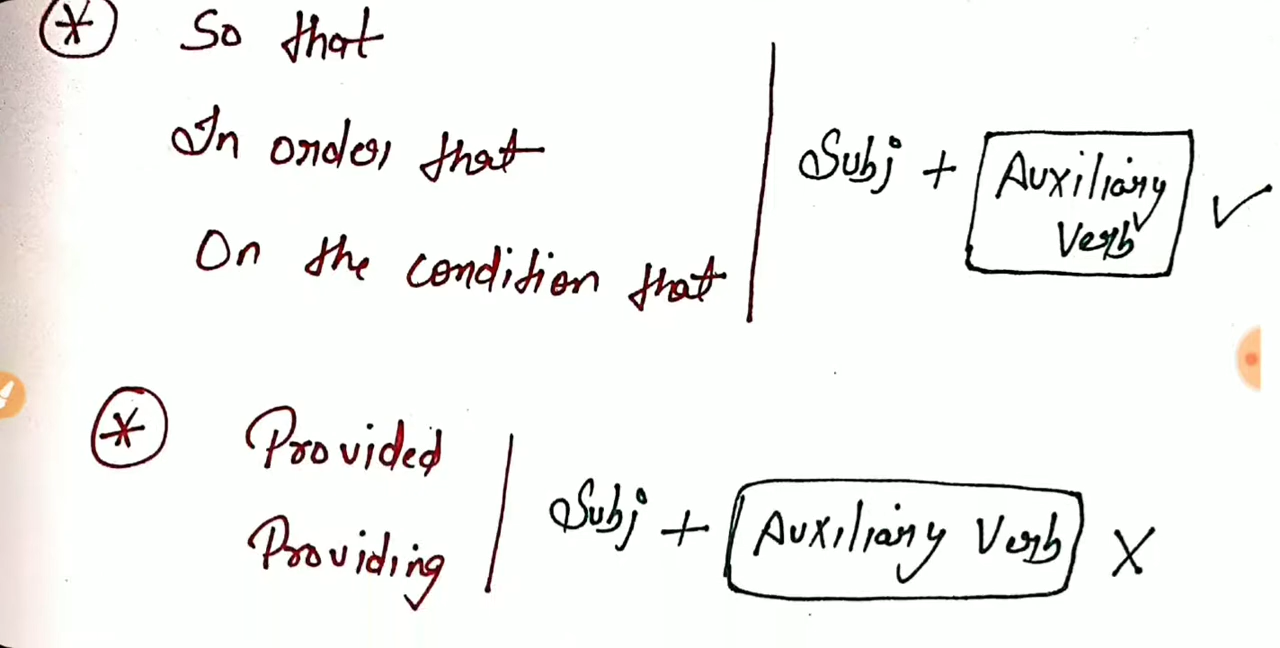 * So that
In order that
On the condition that
Subj + Auxiliary Verb ✓
* Provided
Providing
Subj + Auxiliary Verb X